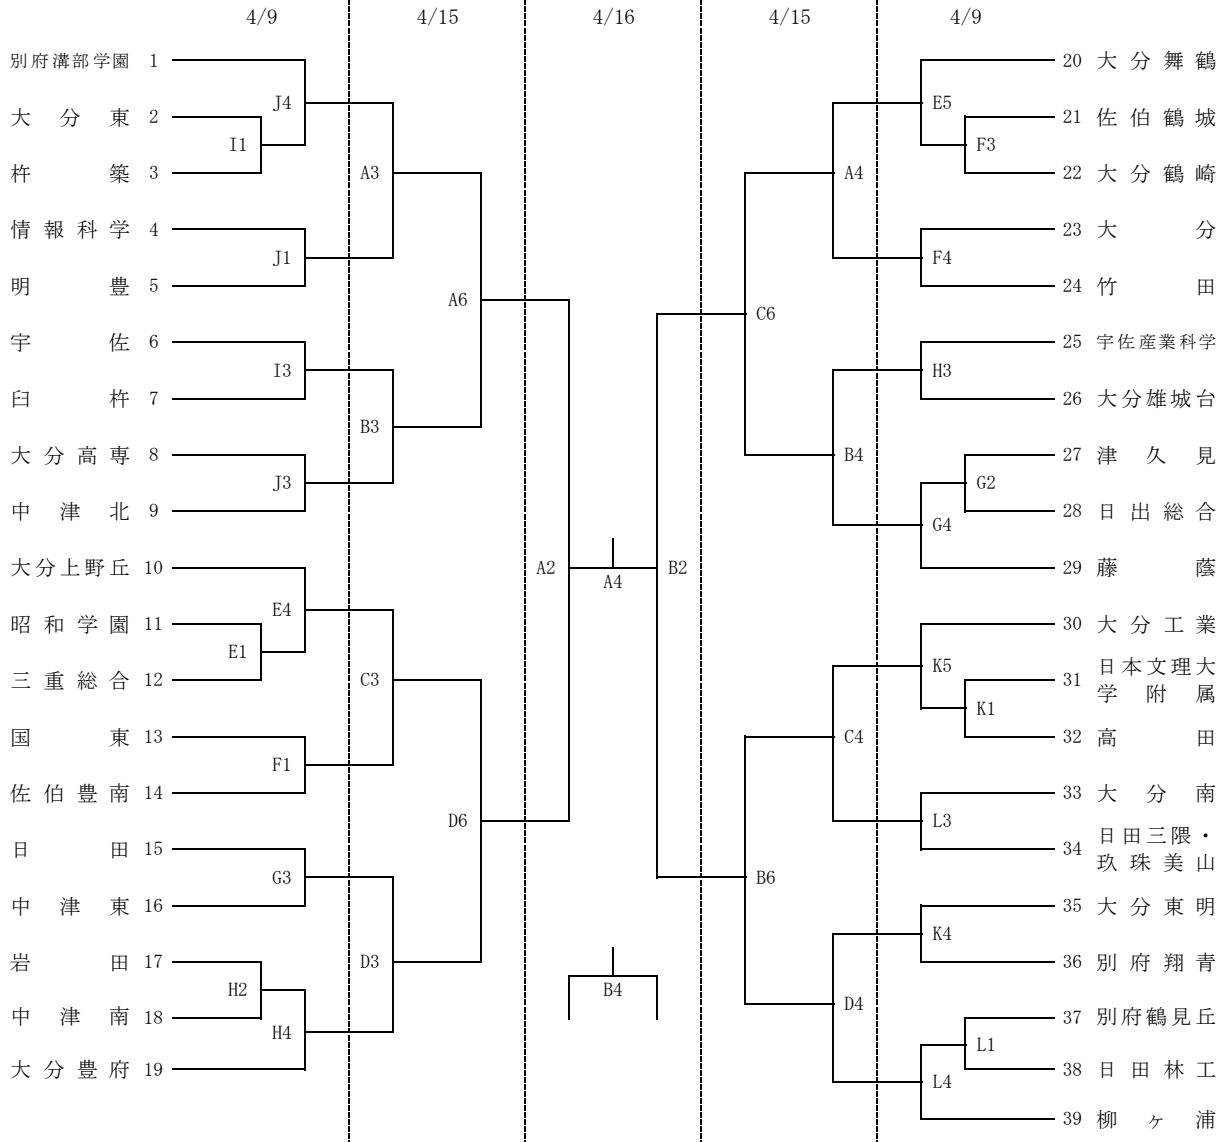 4/9 4/15 4/16 4/15 4/9
別府溝部学園 1
大分東 2
杵築 3
情報科学 4
明豊 5
宇佐 6
臼杵 7
大分高専 8
中津北 9
大分上野丘 10
昭和学園 11
三重総合 12
国東 13
佐伯豊南 14
日田 15
中津東 16
岩田 17
中津南 18
大分豊府 19
J4
I1
J1
I3
J3
E4
E1
F1
G3
H2
H4
A3
B3
C3
D3
A6
D6
A2
A4
B4
B2
C6
B6
A4
B4
C4
D4
E5
F3
F4
H3
G2
G4
K5
K1
L3
K4
L1
L4
20 大分舞鶴
21 佐伯鶴城
22 大分鶴崎
23 大分
24 竹田
25 宇佐産業科学
26 大分雄城台
27 津久見
28 日出総合
29 藤蔭
30 大分工業
31 日本文理大
学附属
32 高田
33 大分南
34 日田三隈・
玖珠美山
35 大分東明
36 別府翔青
37 別府鶴見丘
38 日田林工
39 柳ヶ浦